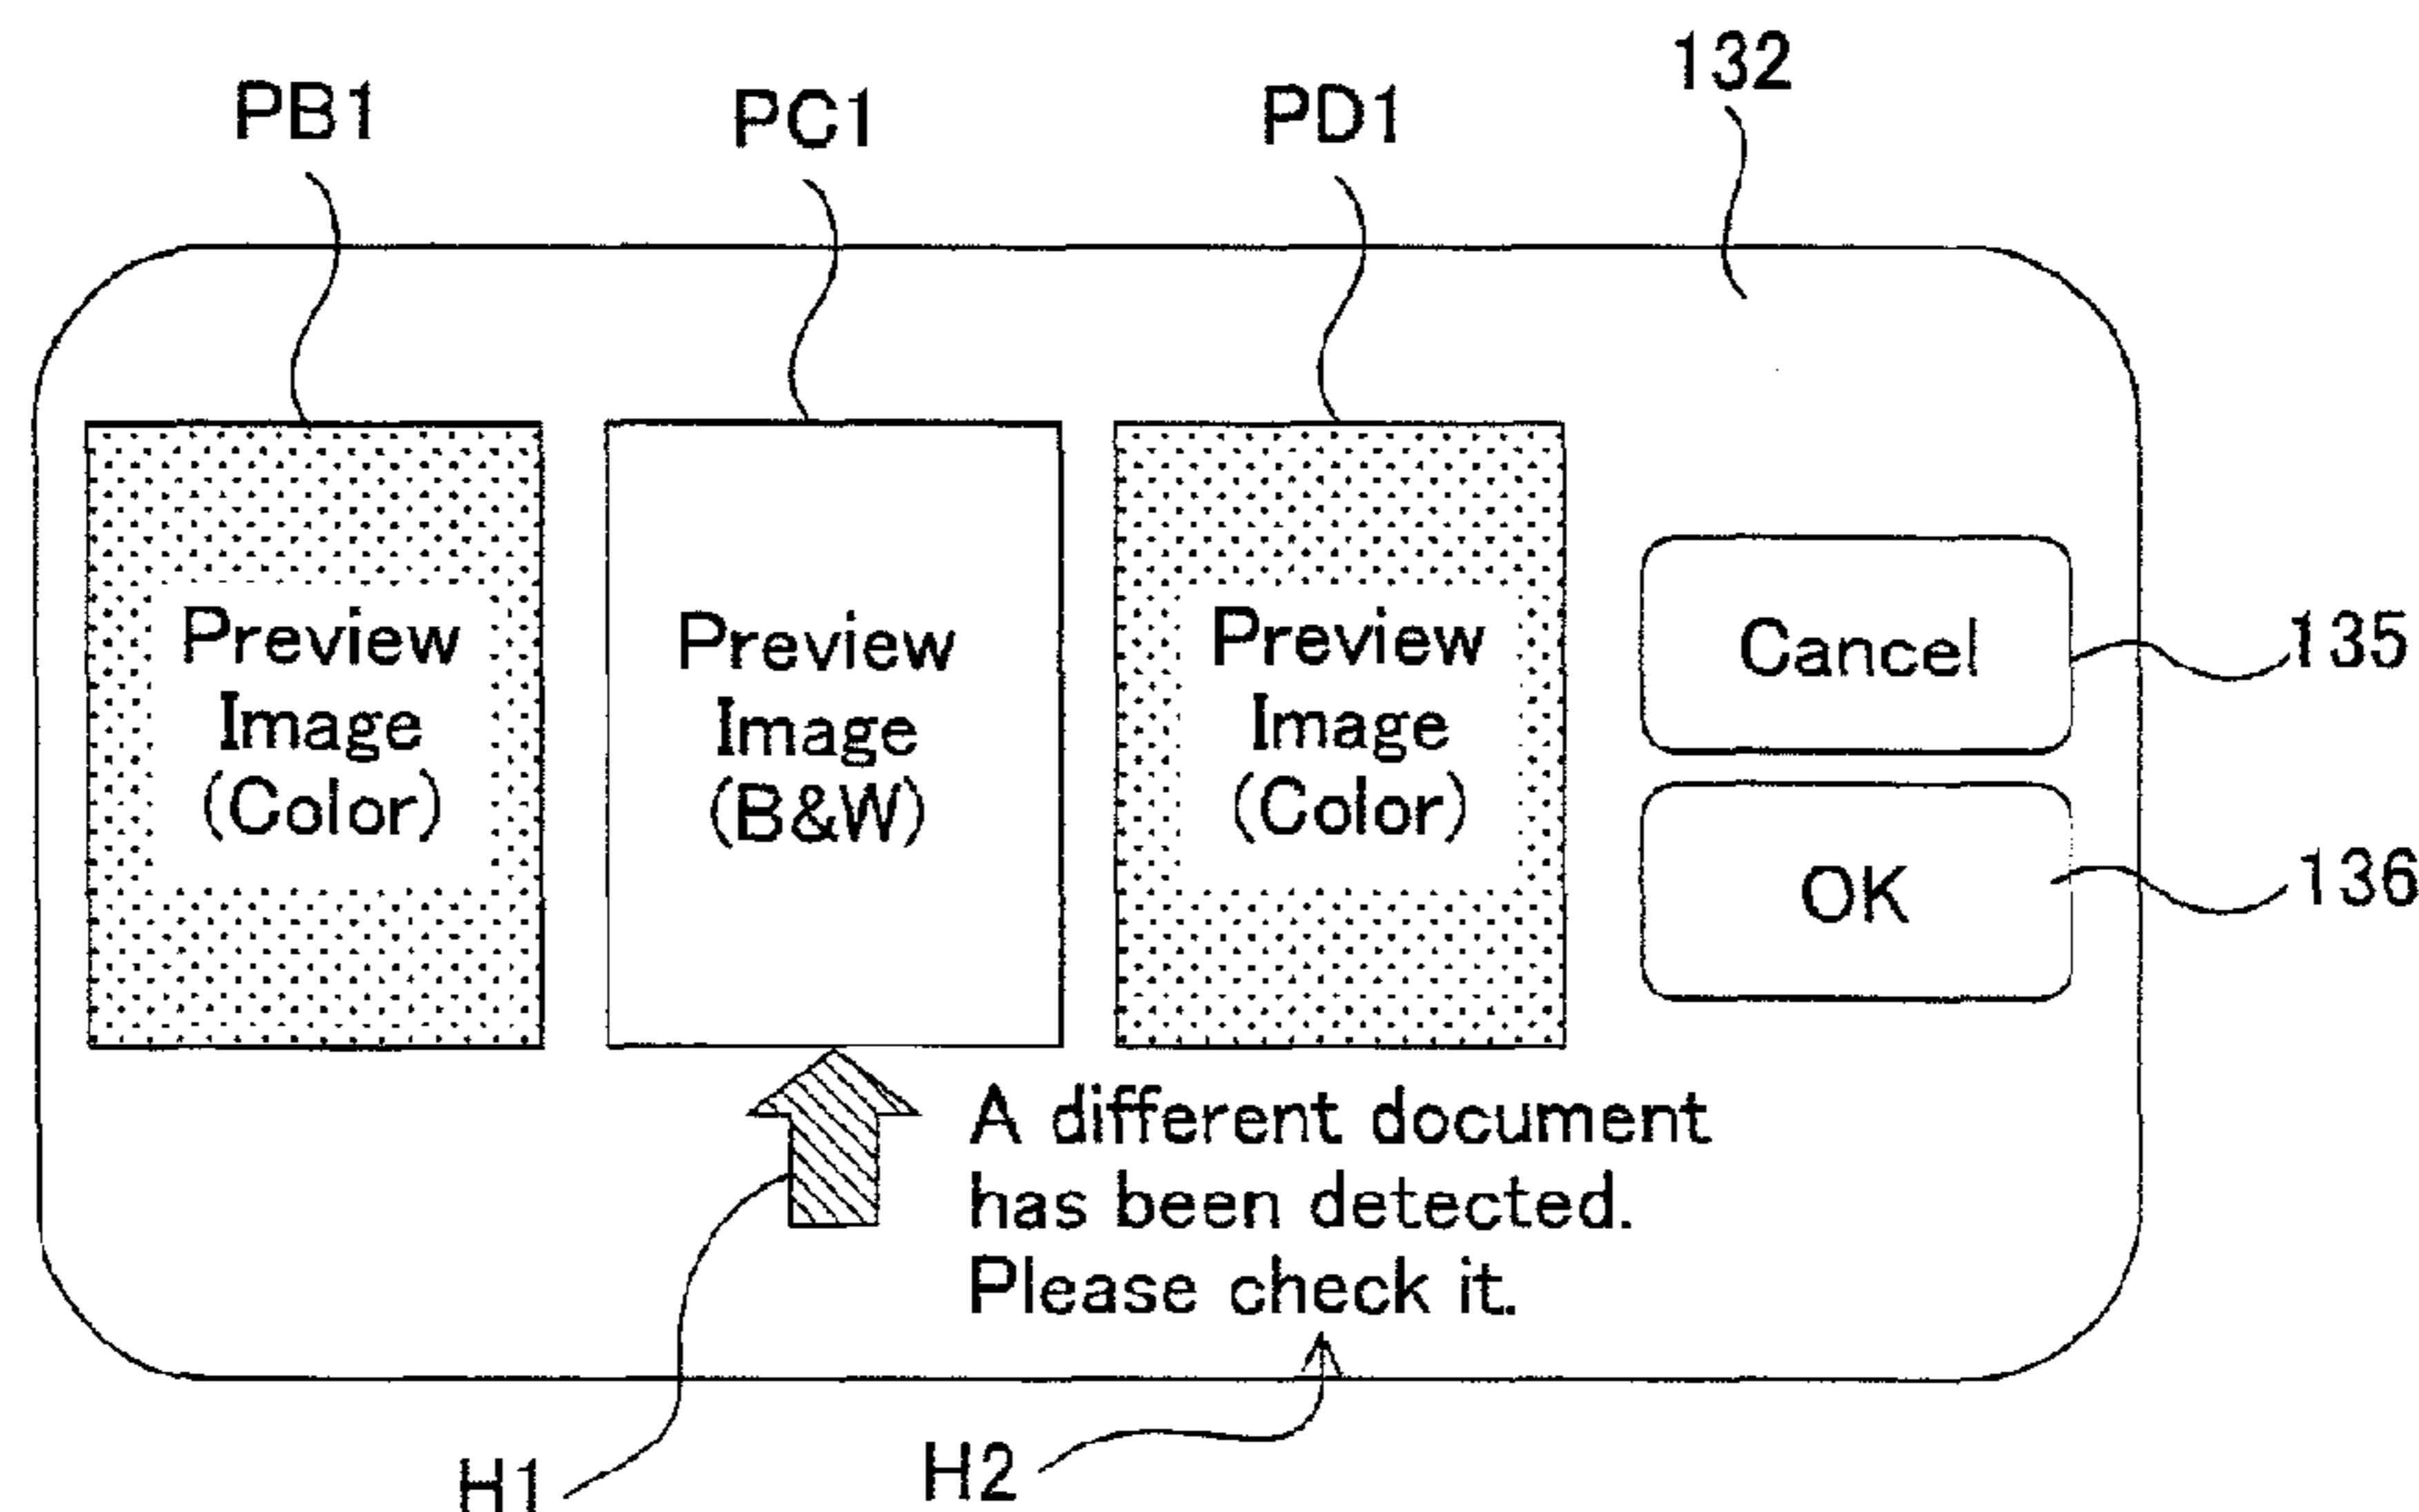 132
PB1
PC1
PD1
Preview
Image
(Color)
Preview
Image
(B&W)
Preview
Image
(Color)
Cancel
135
OK
136
A different document
has been detected.
Please check it.
H1
H2